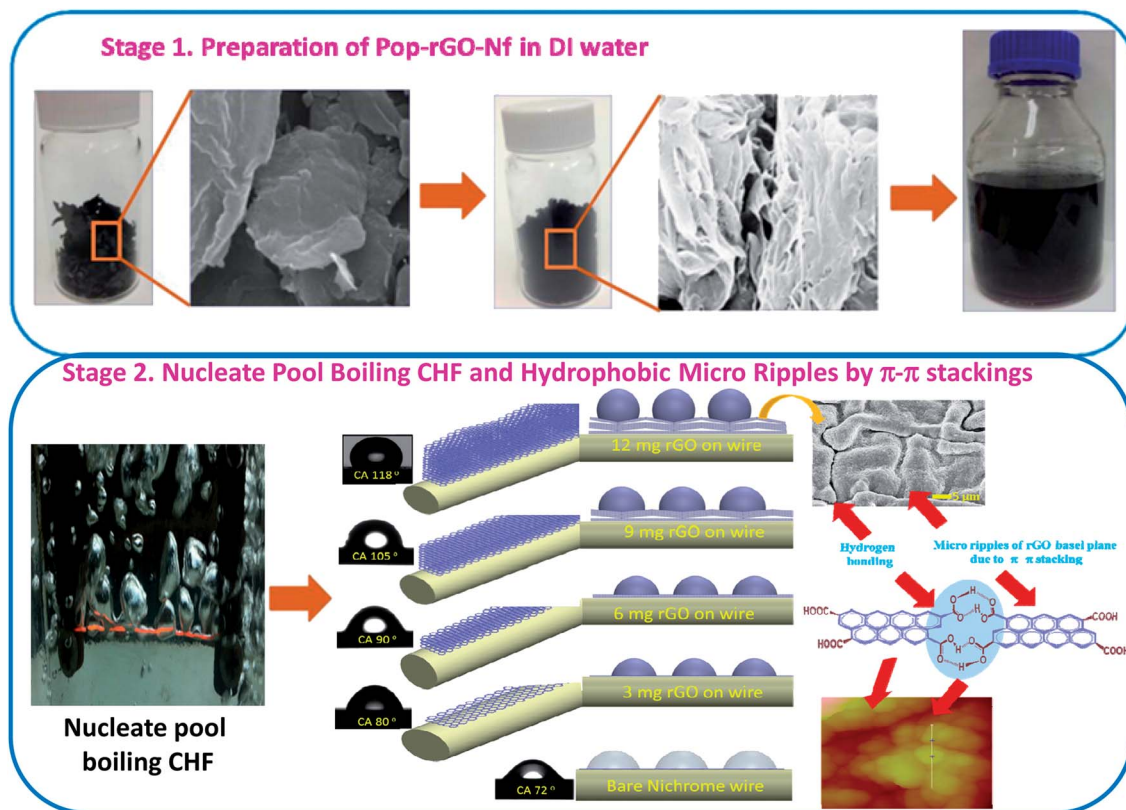 Stage 1. Preparation of Pop-rGO-Nf in DI water
Stage 2. Nucleate Pool Boiling CHF and Hydrophobic Micro Ripples by π-π stackings
CA 118 °
12 mg rGO on wire
5 μm
CA 105 °
9 mg rGO on wire
Hydrogen
bonding
Micro ripples of rGO basel plane
due to π π stacking
CA 90 °
6 mg rGO on wire
HOOC
HOOC
O H O
O H O
O H O
O H O
COOH
COOH
CA 80 °
3 mg rGO on wire
Nucleate pool
boiling CHF
CA 72 °
Bare Nichrome wire